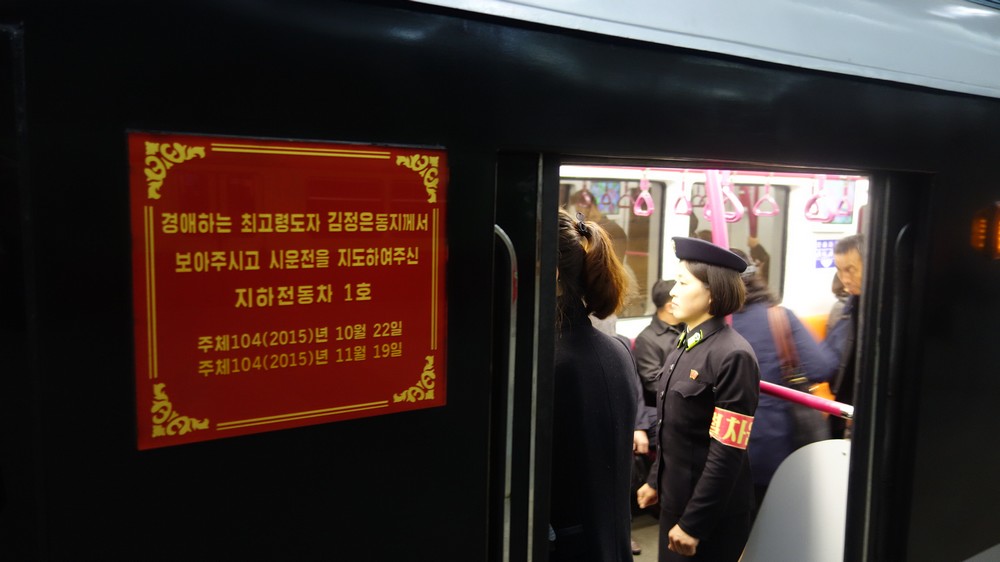 경애하는 최고령도자 김정은동지께서
보아주시고 시운전을 지도하여주신
지하전동차 1호
주체104(2015)년 10월 22일
주체104(2015)년 11월 19일
렬차